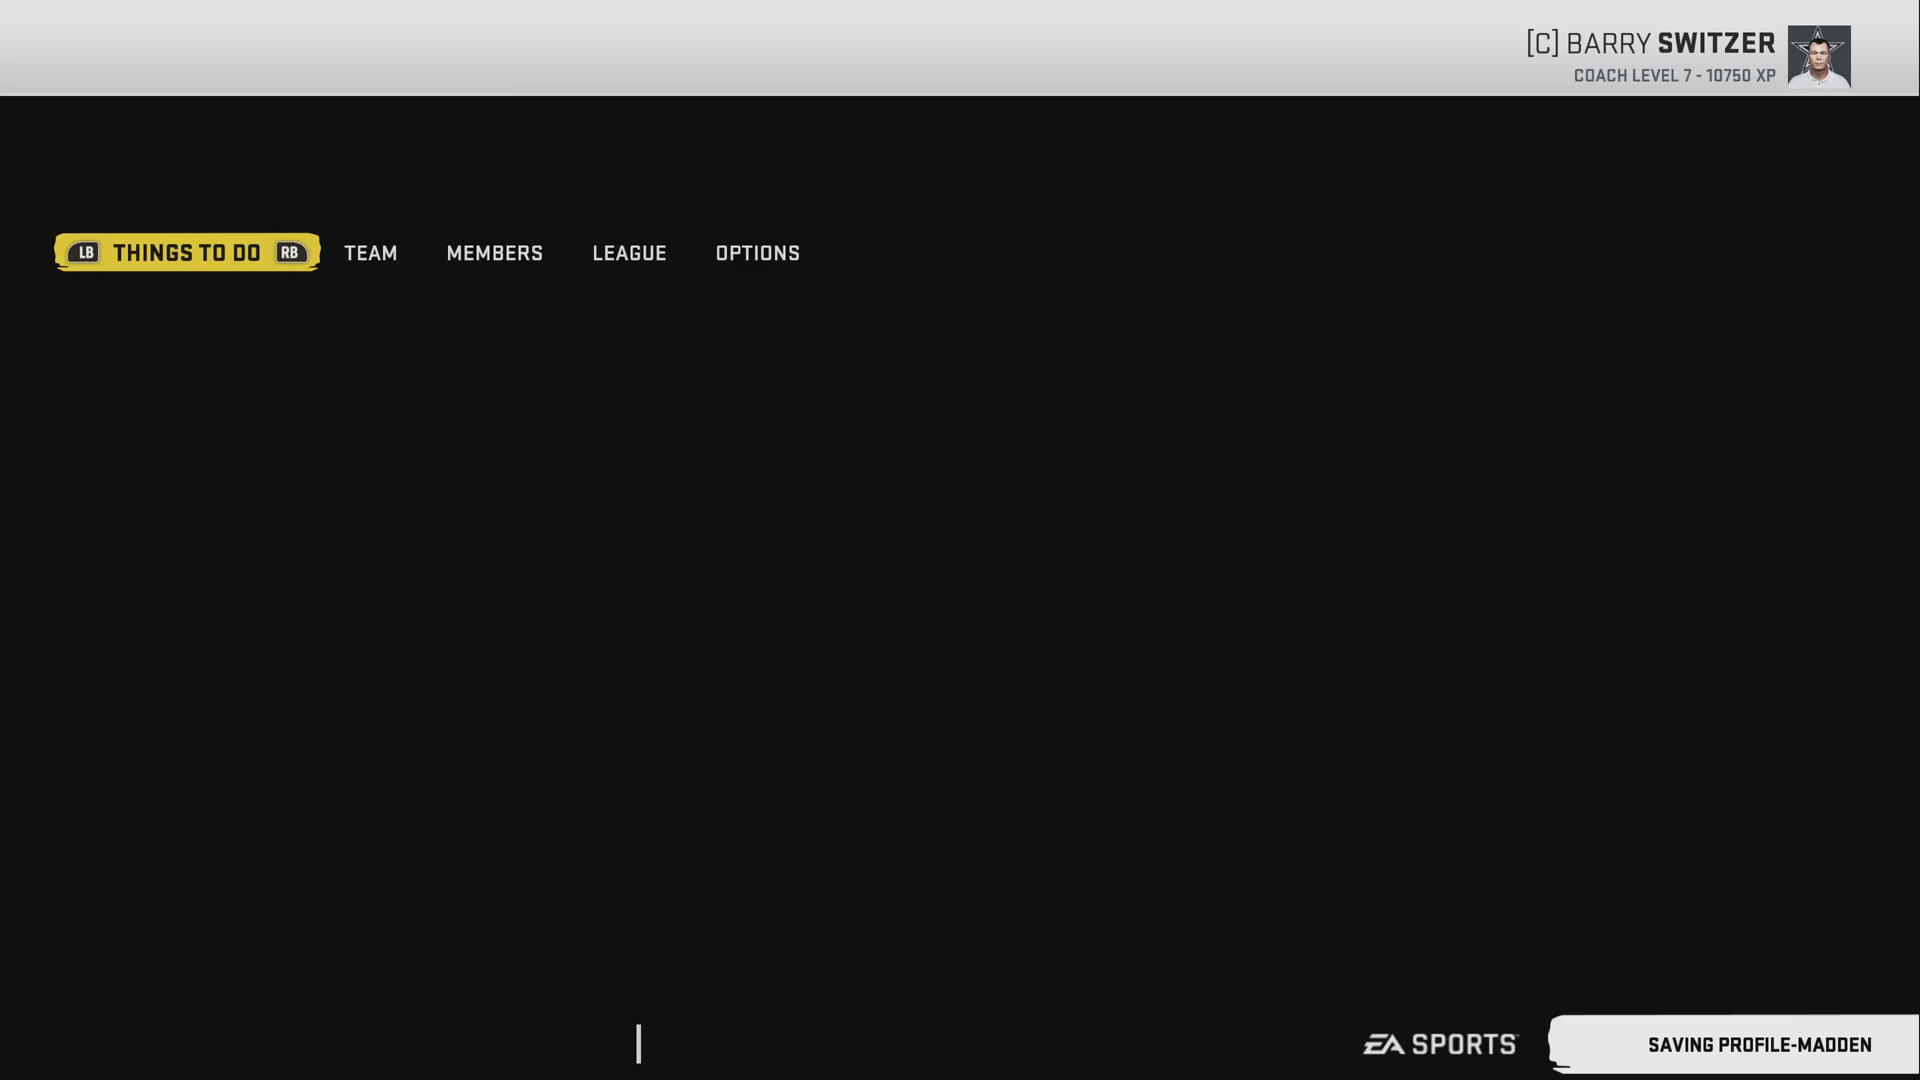 [C] BARRY SWITZER
COACH LEVEL 7 - 10750 XP
LB THINGS TO DO RB TEAM MEMBERS LEAGUE OPTIONS
EA SPORTS
SAVING PROFILE-MADDEN